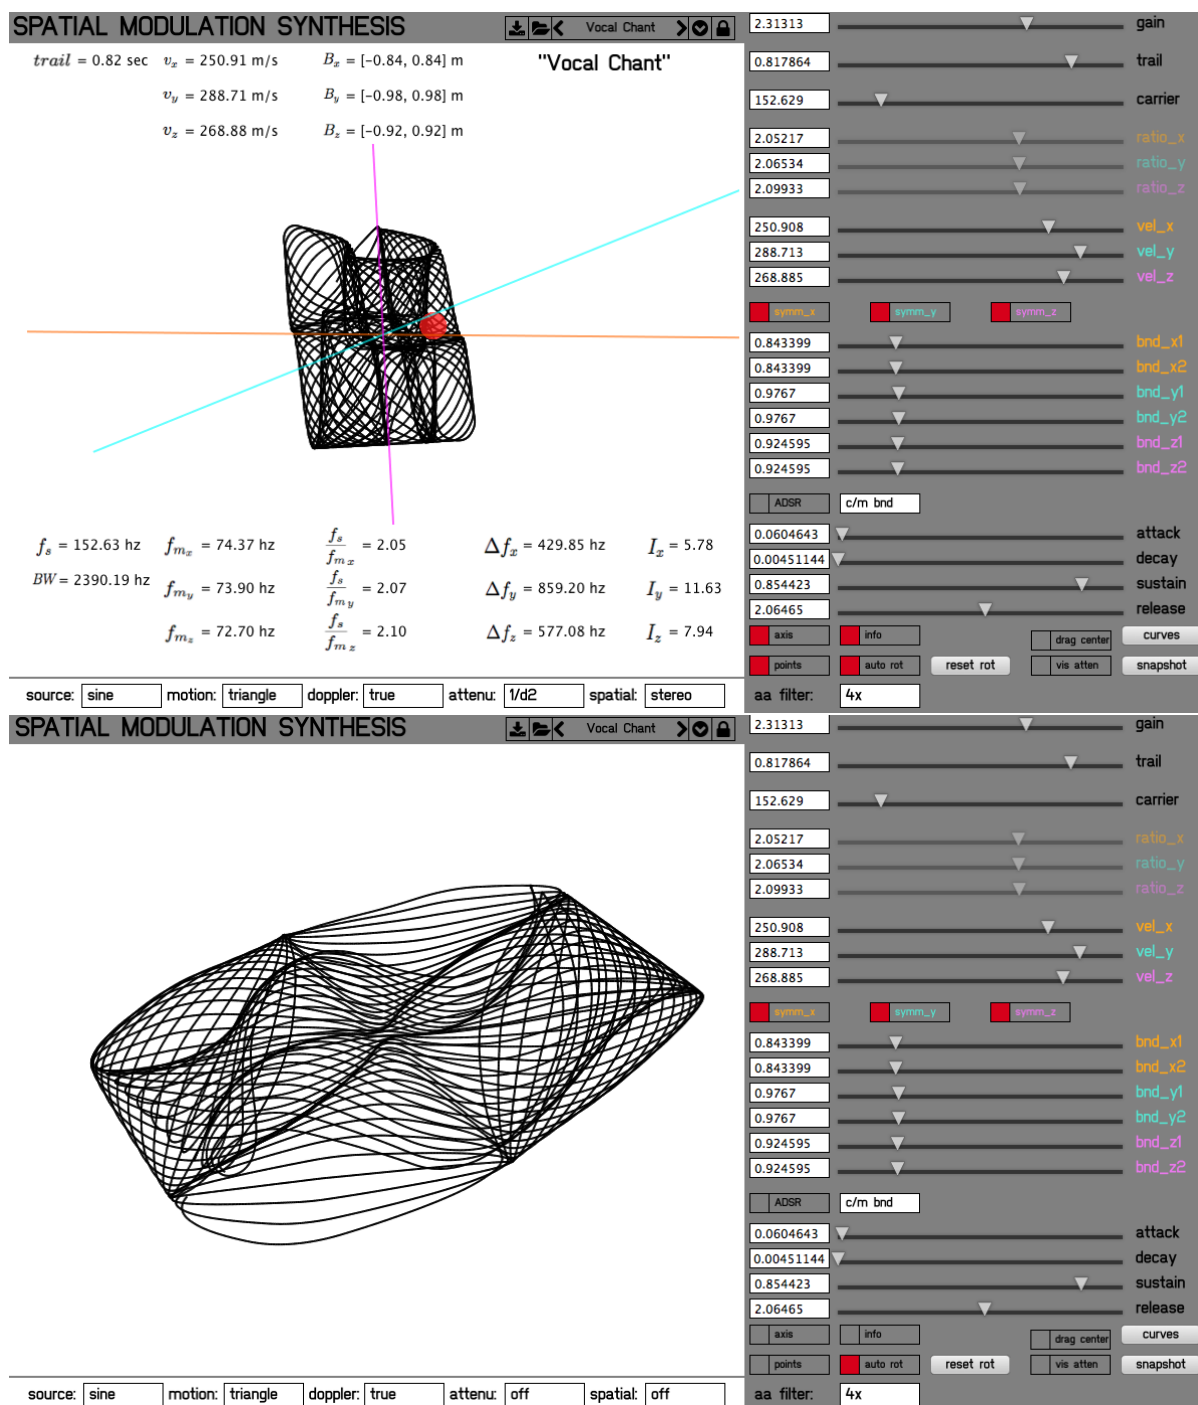 SPATIAL MODULATION SYNTHESIS Vocal Chant
trail = 0.82 sec v_x = 250.91 m/s B_x = [-0.84, 0.84] m "Vocal Chant"
v_y = 288.71 m/s B_y = [-0.98, 0.98] m
v_z = 268.88 m/s B_z = [-0.92, 0.92] m
f_s = 152.63 hz f_{m_x} = 74.37 hz f_s/f_{m_x} = 2.05 Δf_x = 429.85 hz I_x = 5.78
BW = 2390.19 hz f_{m_y} = 73.90 hz f_s/f_{m_y} = 2.07 Δf_y = 859.20 hz I_y = 11.63
f_{m_z} = 72.70 hz f_s/f_{m_z} = 2.10 Δf_z = 577.08 hz I_z = 7.94
source: sine motion: triangle doppler: true attenu: 1/d2 spatial: stereo
2.31313 gain
0.817864 trail
152.629 carrier
2.05217 ratio_x
2.06534 ratio_y
2.09933 ratio_z
250.908 vel_x
288.713 vel_y
268.885 vel_z
symm_x symm_y symm_z
0.843399 bnd_x1
0.843399 bnd_x2
0.9767 bnd_y1
0.9767 bnd_y2
0.924595 bnd_z1
0.924595 bnd_z2
ADSR c/m bnd
0.0604643 attack
0.00451144 decay
0.854423 sustain
2.06465 release
axis info drag center curves
points auto rot reset rot vis atten snapshot
aa filter: 4x
SPATIAL MODULATION SYNTHESIS Vocal Chant
source: sine motion: triangle doppler: true attenu: off spatial: off
2.31313 gain
0.817864 trail
152.629 carrier
2.05217 ratio_x
2.06534 ratio_y
2.09933 ratio_z
250.908 vel_x
288.713 vel_y
268.885 vel_z
symm_x symm_y symm_z
0.843399 bnd_x1
0.843399 bnd_x2
0.9767 bnd_y1
0.9767 bnd_y2
0.924595 bnd_z1
0.924595 bnd_z2
ADSR c/m bnd
0.0604643 attack
0.00451144 decay
0.854423 sustain
2.06465 release
axis info drag center curves
points auto rot reset rot vis atten snapshot
aa filter: 4x